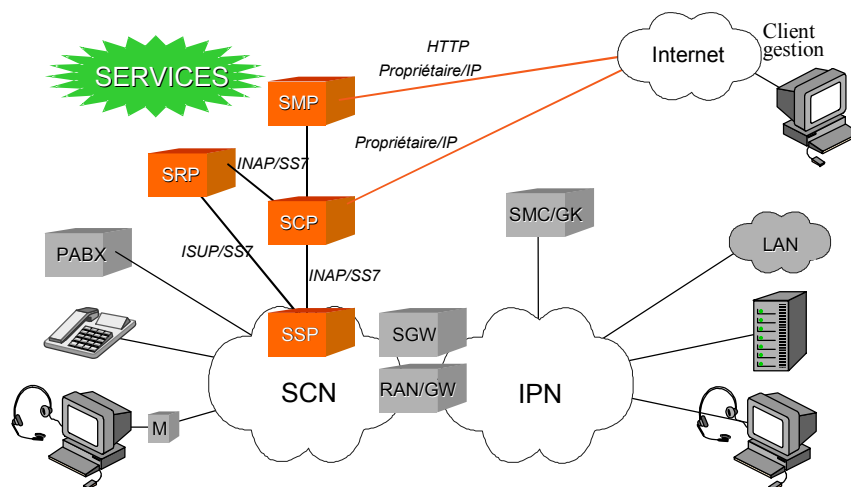 HTTP
Client
gestion
Internet
SERVICES
Propriétaire/IP
SMP
Propriétaire/IP
INAP/SS7
SRP
SCP
SMC/GK
PABX
LAN
ISUP/SS7
INAP/SS7
SSP
SGW
SCN
RAN/GW
IPN
M